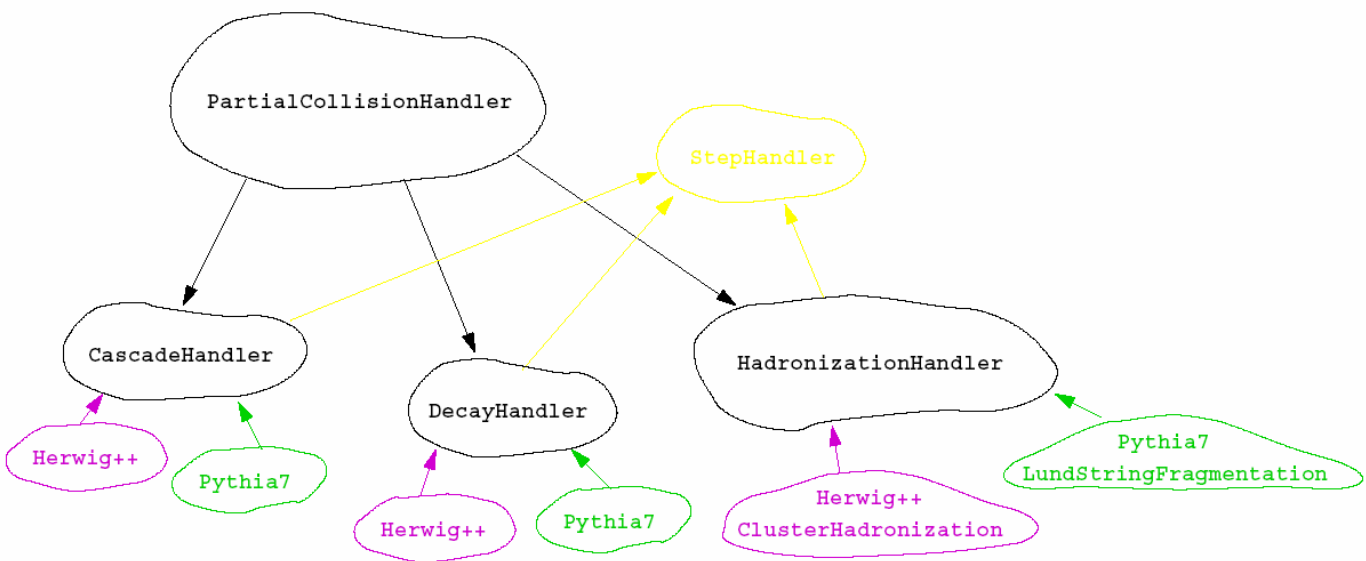 PartialCollisionHandler
StepHandler
CascadeHandler
HadronizationHandler
DecayHandler
Herwig++
Pythia7
Pythia7
LundStringFragmentation
Herwig++
Pythia7
Herwig++
ClusterHadronization